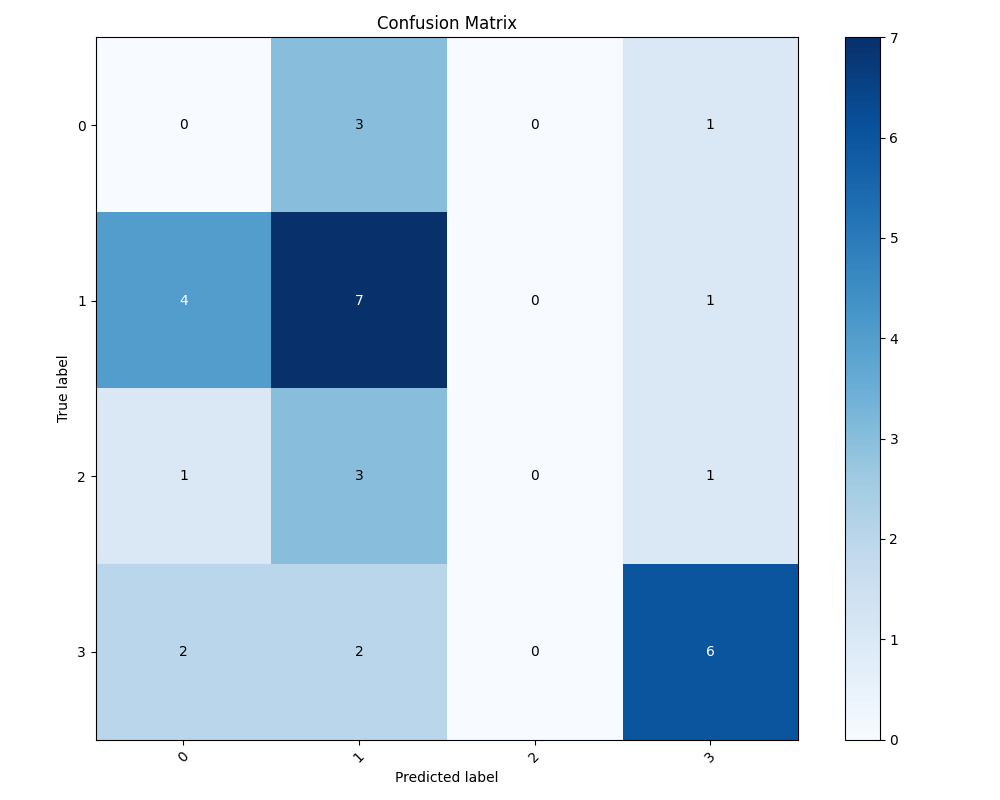 Confusion Matrix
0 0 3 0 1
1 4 7 0 1
2 1 3 0 1
3 2 2 0 6
0 1 2 3
True label
Predicted label
7
6
5
4
3
2
1
0